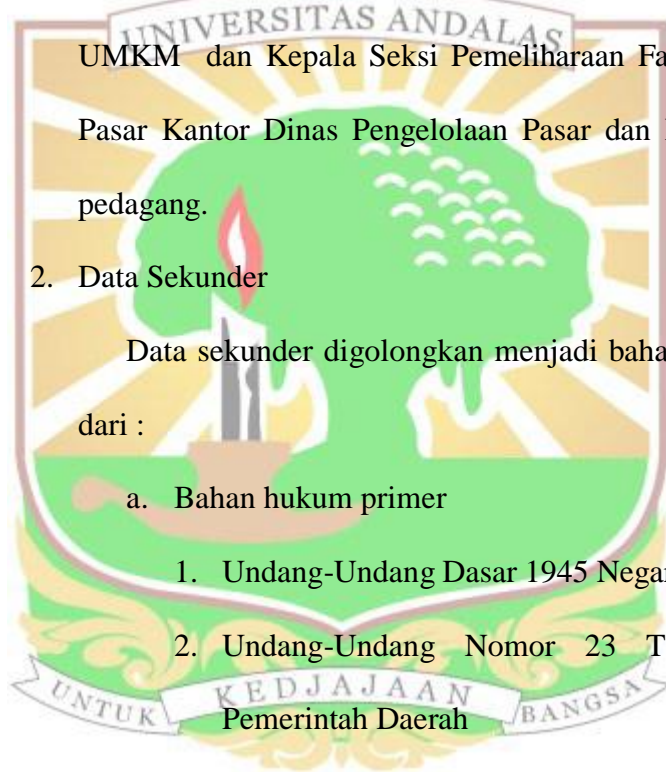 UNIVERSITAS ANDALAS
UMKM dan Kepala Seksi Pemeliharaan Fa
Pasar Kantor Dinas Pengelolaan Pasar dan
pedagang.
2. Data Sekunder
Data sekunder digolongkan menjadi baha
dari :
a. Bahan hukum primer
1. Undang-Undang Dasar 1945 Negar
2. Undang-Undang Nomor 23 T
UNTUK KEDJAJAAN BANGSA
Pemerintah Daerah